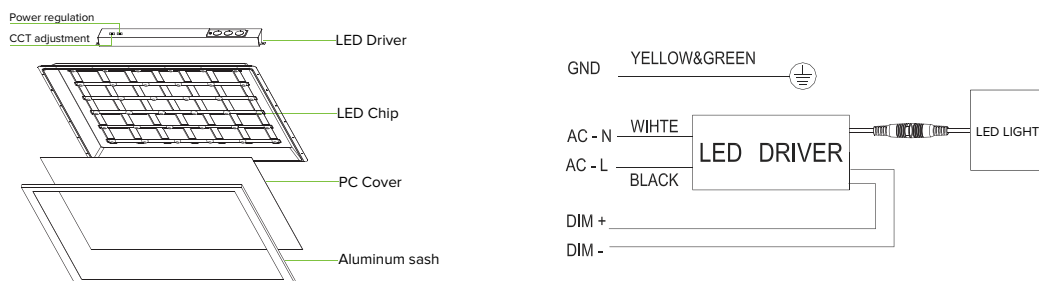 Power regulation
CCT adjustment
LED Driver
LED Chip
PC Cover
Aluminum sash
GND
YELLOW&GREEN
AC - N
WIHTE
AC - L
BLACK
LED DRIVER
LED LIGHT
DIM +
DIM -